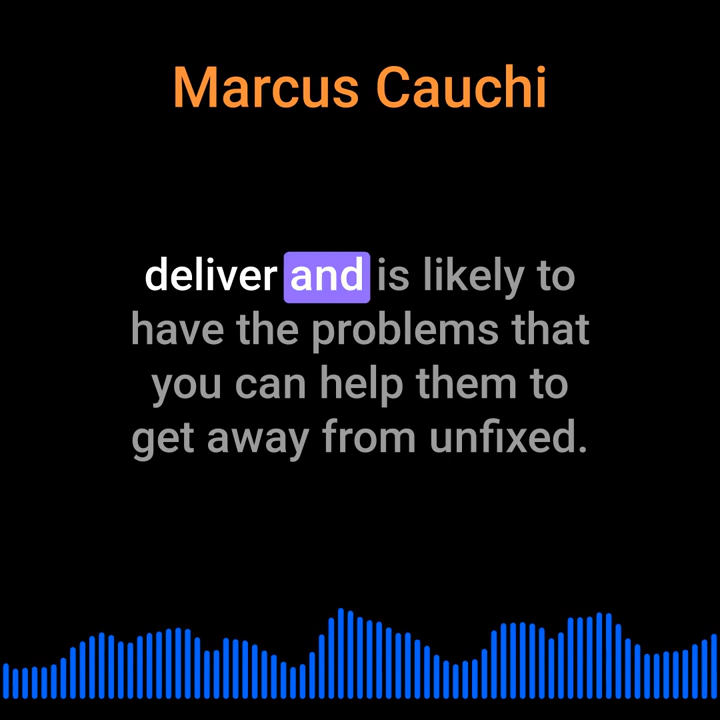 Marcus Cauchi
deliver and is likely to
have the problems that
you can help them to
get away from unfixed.